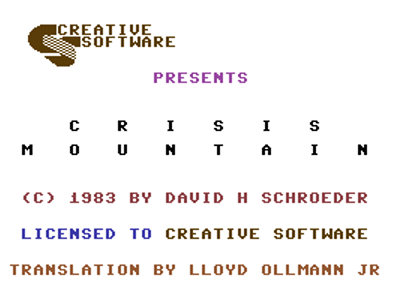 CREATIVE
SOFTWARE
PRESENTS
C R I S I S
M O U N T A I N
(C) 1983 BY DAVID H SCHROEDER
LICENSED TO CREATIVE SOFTWARE
TRANSLATION BY LLOYD OLLMANN JR